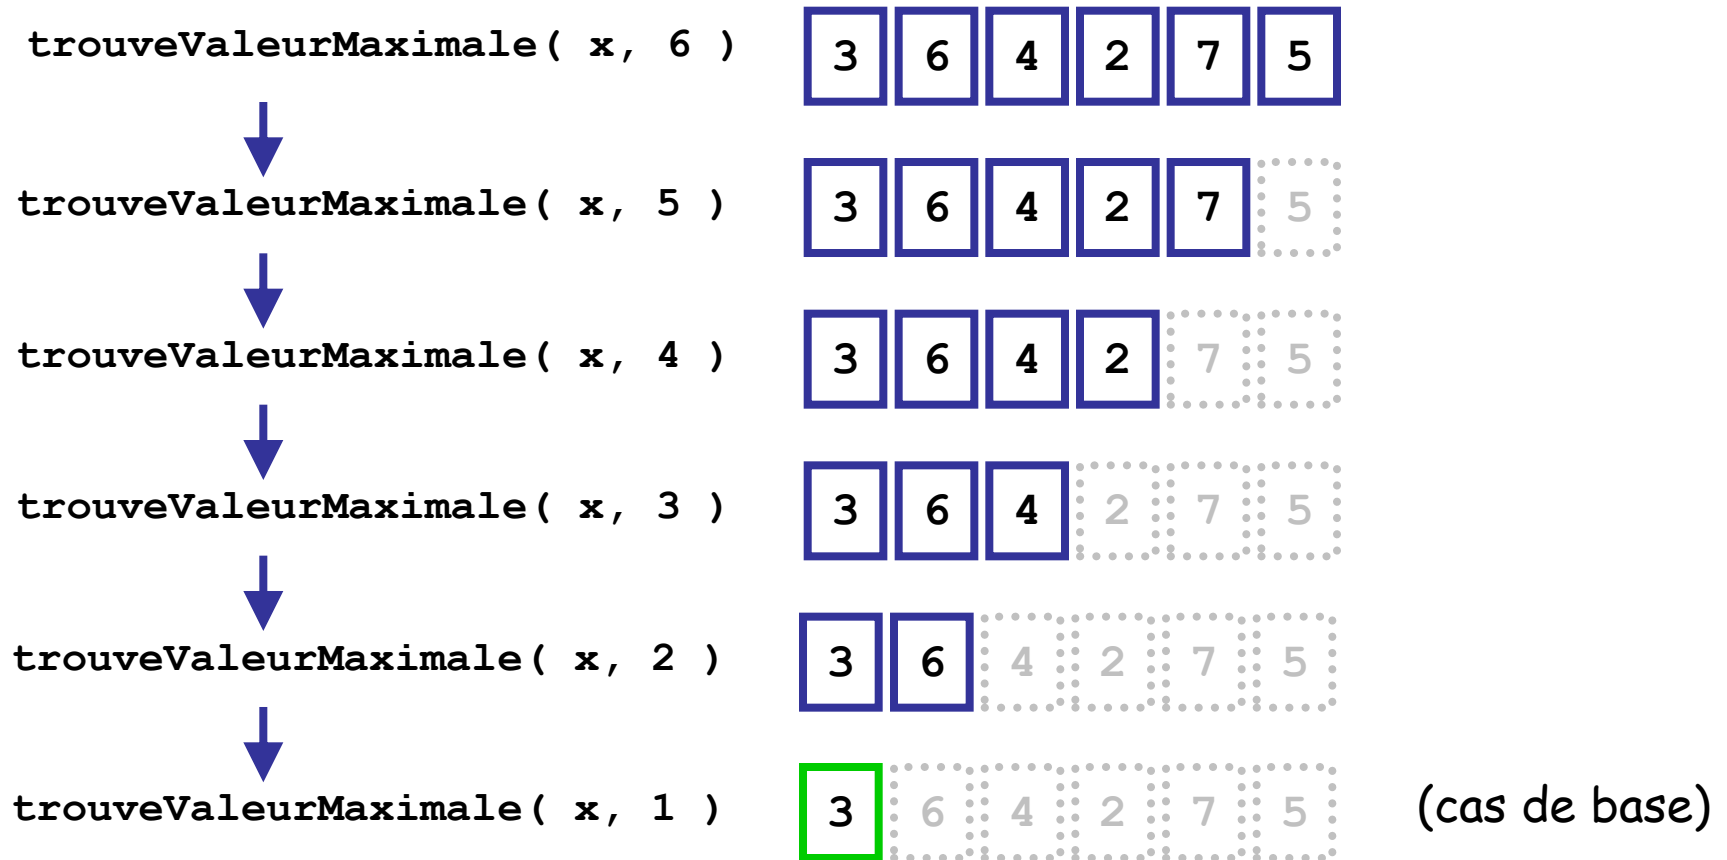 trouveValeurMaximale( x, 6 ) 3 6 4 2 7 5
trouveValeurMaximale( x, 5 ) 3 6 4 2 7 5
trouveValeurMaximale( x, 4 ) 3 6 4 2 7 5
trouveValeurMaximale( x, 3 ) 3 6 4 2 7 5
trouveValeurMaximale( x, 2 ) 3 6 4 2 7 5
trouveValeurMaximale( x, 1 ) 3 6 4 2 7 5 (cas de base)